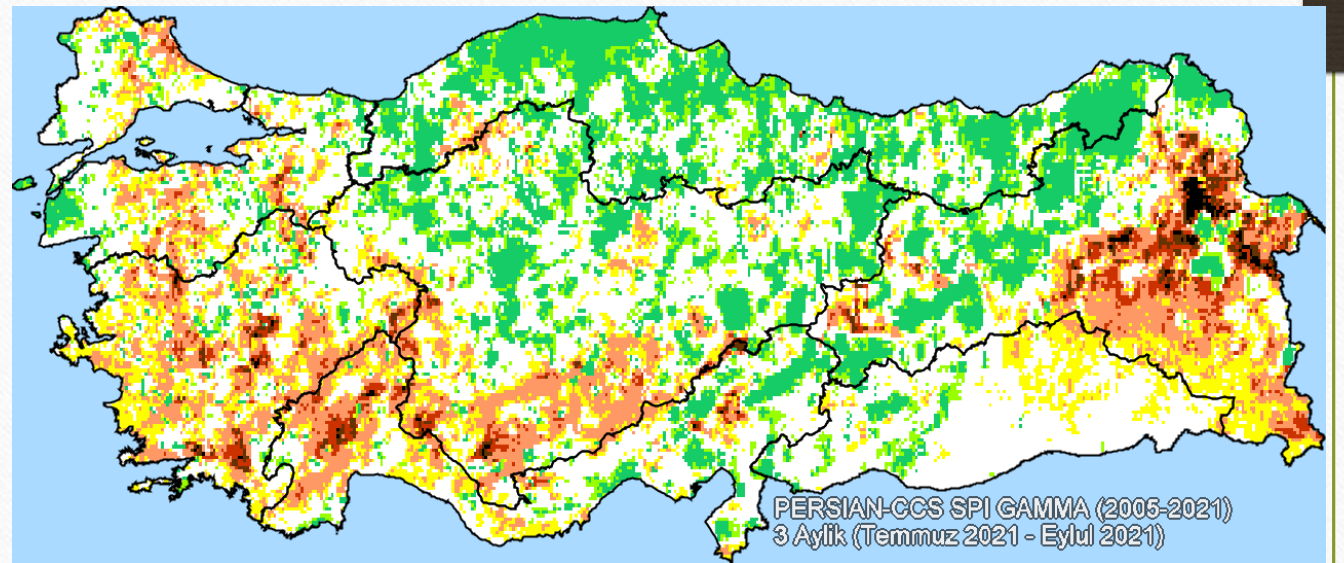 PERSIAN-CCS SPI GAMMA (2005-2021)
3 Aylik (Temmuz 2021 - Eylul 2021)